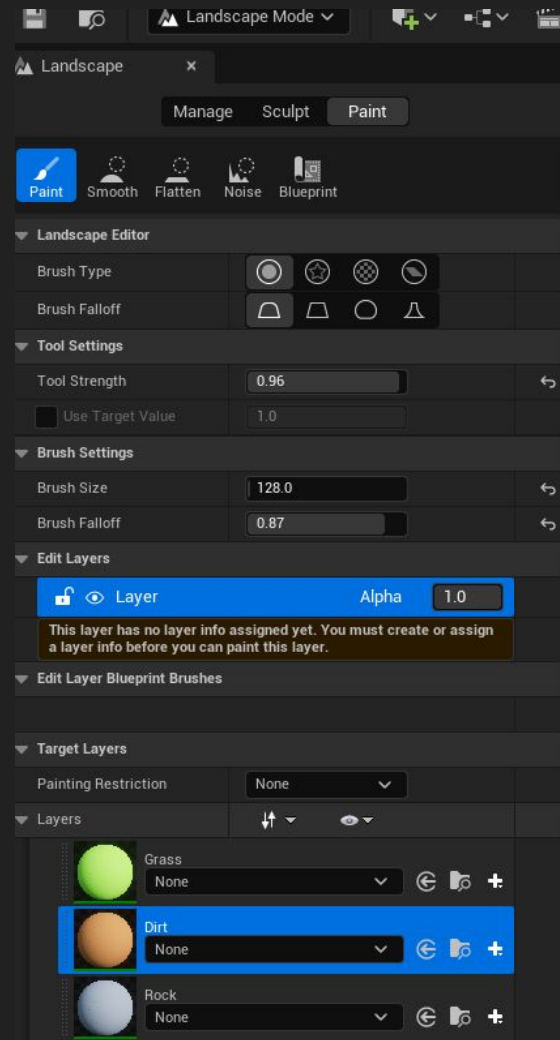 Landscape Mode
Landscape
Manage Sculpt Paint
Paint Smooth Flatten Noise Blueprint
Landscape Editor
Brush Type
Brush Falloff
Tool Settings
Tool Strength 0.96
Use Target Value 1.0
Brush Settings
Brush Size 128.0
Brush Falloff 0.87
Edit Layers
Layer Alpha 1.0
This layer has no layer info assigned yet. You must create or assign
a layer info before you can paint this layer.
Edit Layer Blueprint Brushes
Target Layers
Painting Restriction None
Layers
Grass
None
Dirt
None
Rock
None